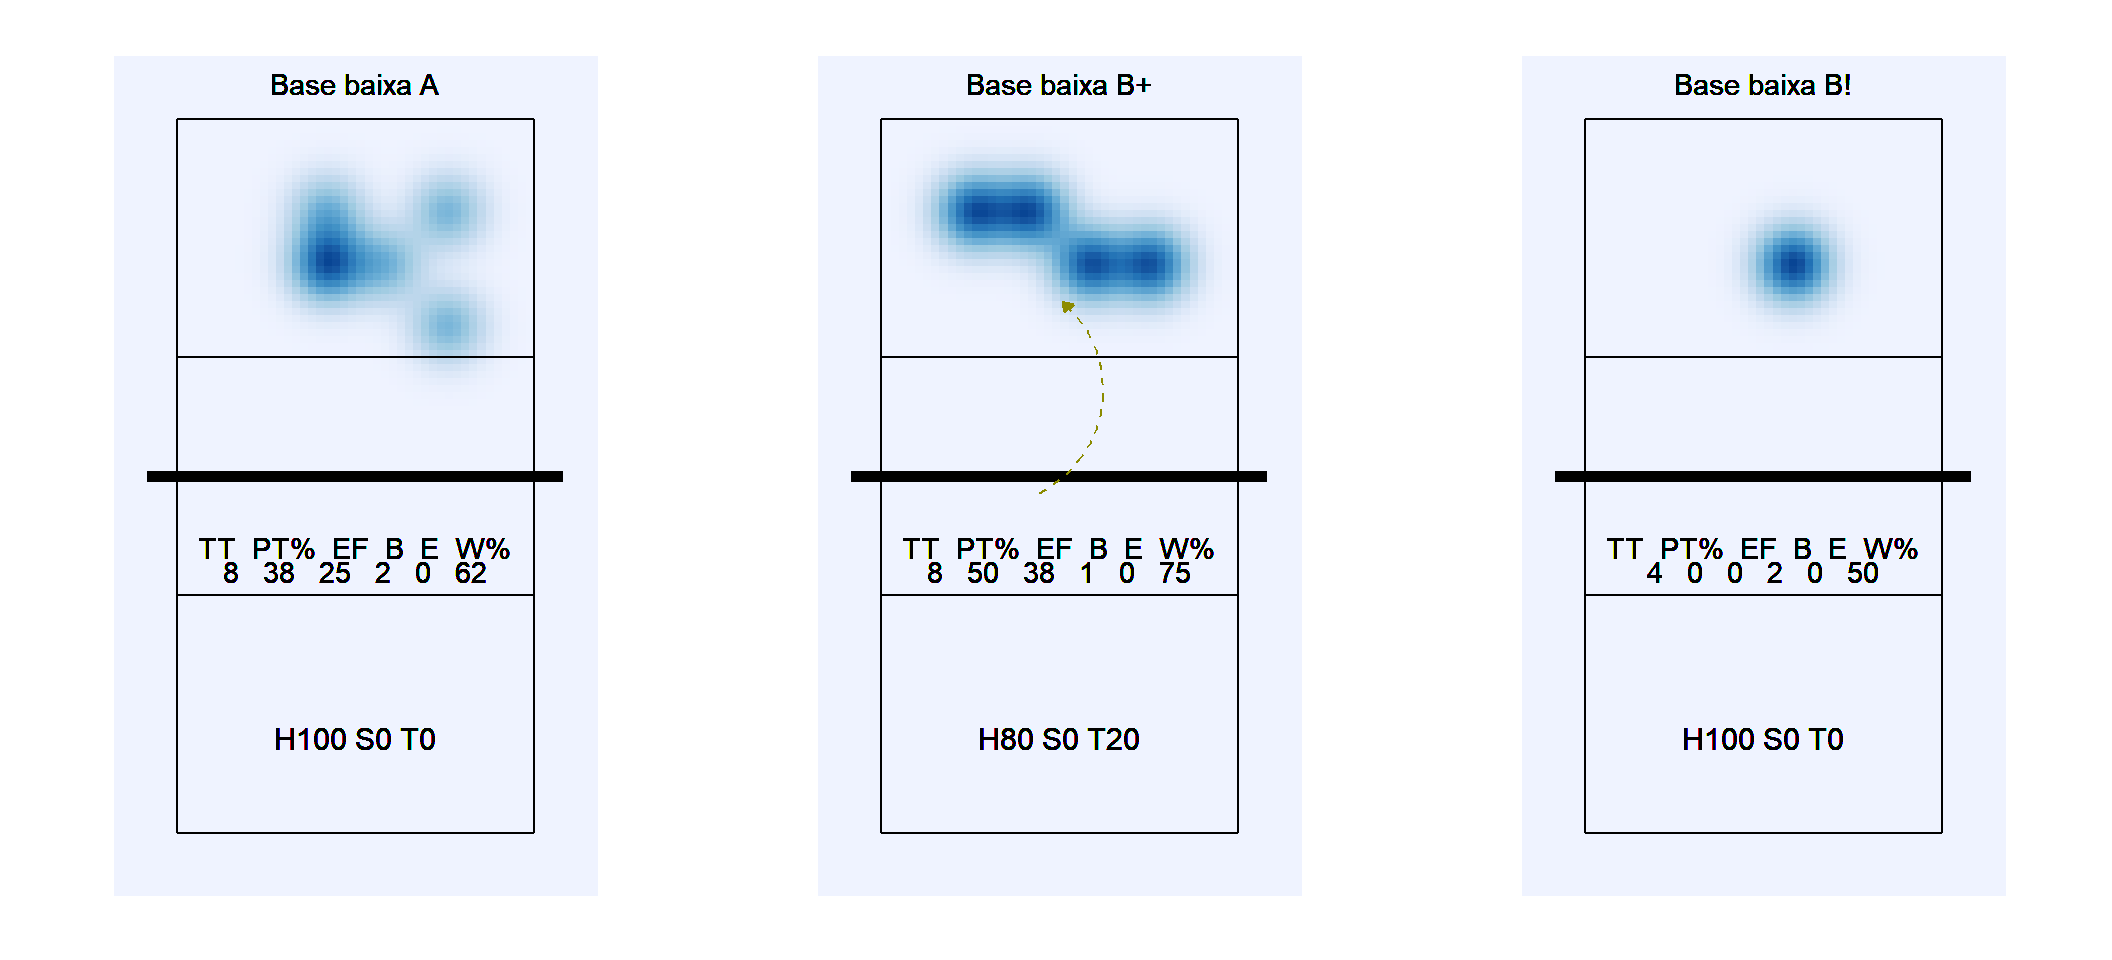 Base baixa A
TT PT% EF B E W%
8 38 25 2 0 62
H100 S0 T0
Base baixa B+
TT PT% EF B E W%
8 50 38 1 0 75
H80 S0 T20
Base baixa B!
TT PT% EF B E W%
4 0 0 2 0 50
H100 S0 T0